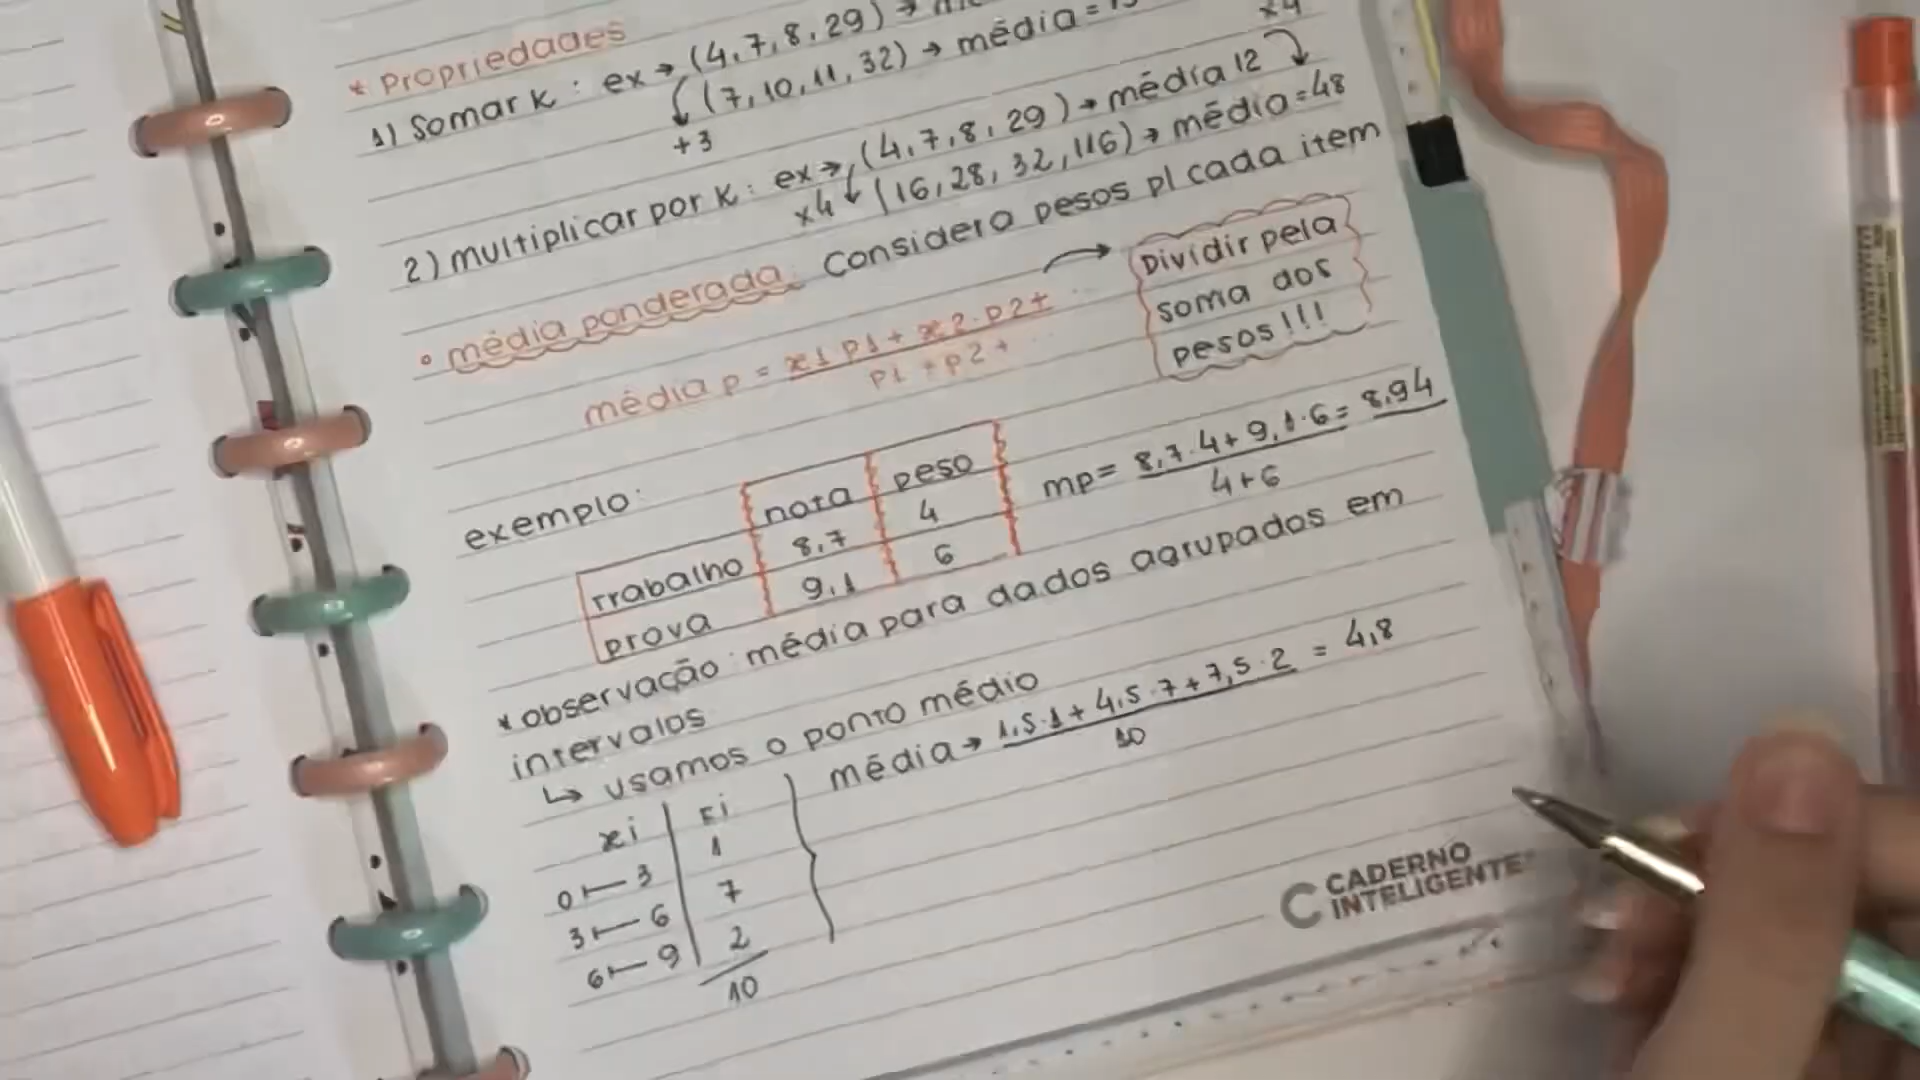 * Propriedades
1) Somar K: ex → (4,7,8,29) →
(7,10,11,32) → média =
+3
x4
2) multiplicar por K: ex → (4,7,8,29) → média 12
x4 (16,28,32,116) → média = 48
• média ponderada: Considera pesos p/ cada item
média p = x1 p1 + x2 . p2 + ...
p1 + p2 + ...
Dividir pela
soma dos
pesos!!!
exemplo:
nota peso
trabalho 8,7 4
prova 9,1 6
mp = 8,7 . 4 + 9,1 . 6 = 8,94
4+6
* observação: média para dados agrupados em
intervalos
↳ usamos o ponto médio
xi Fi
0 ⊢ 3 1
3 ⊢ 6 7
6 ⊢ 9 2
10
média → 1,5 . 1 + 4,5 . 7 + 7,5 . 2 = 4,8
10
CADERNO
INTELIGENTE